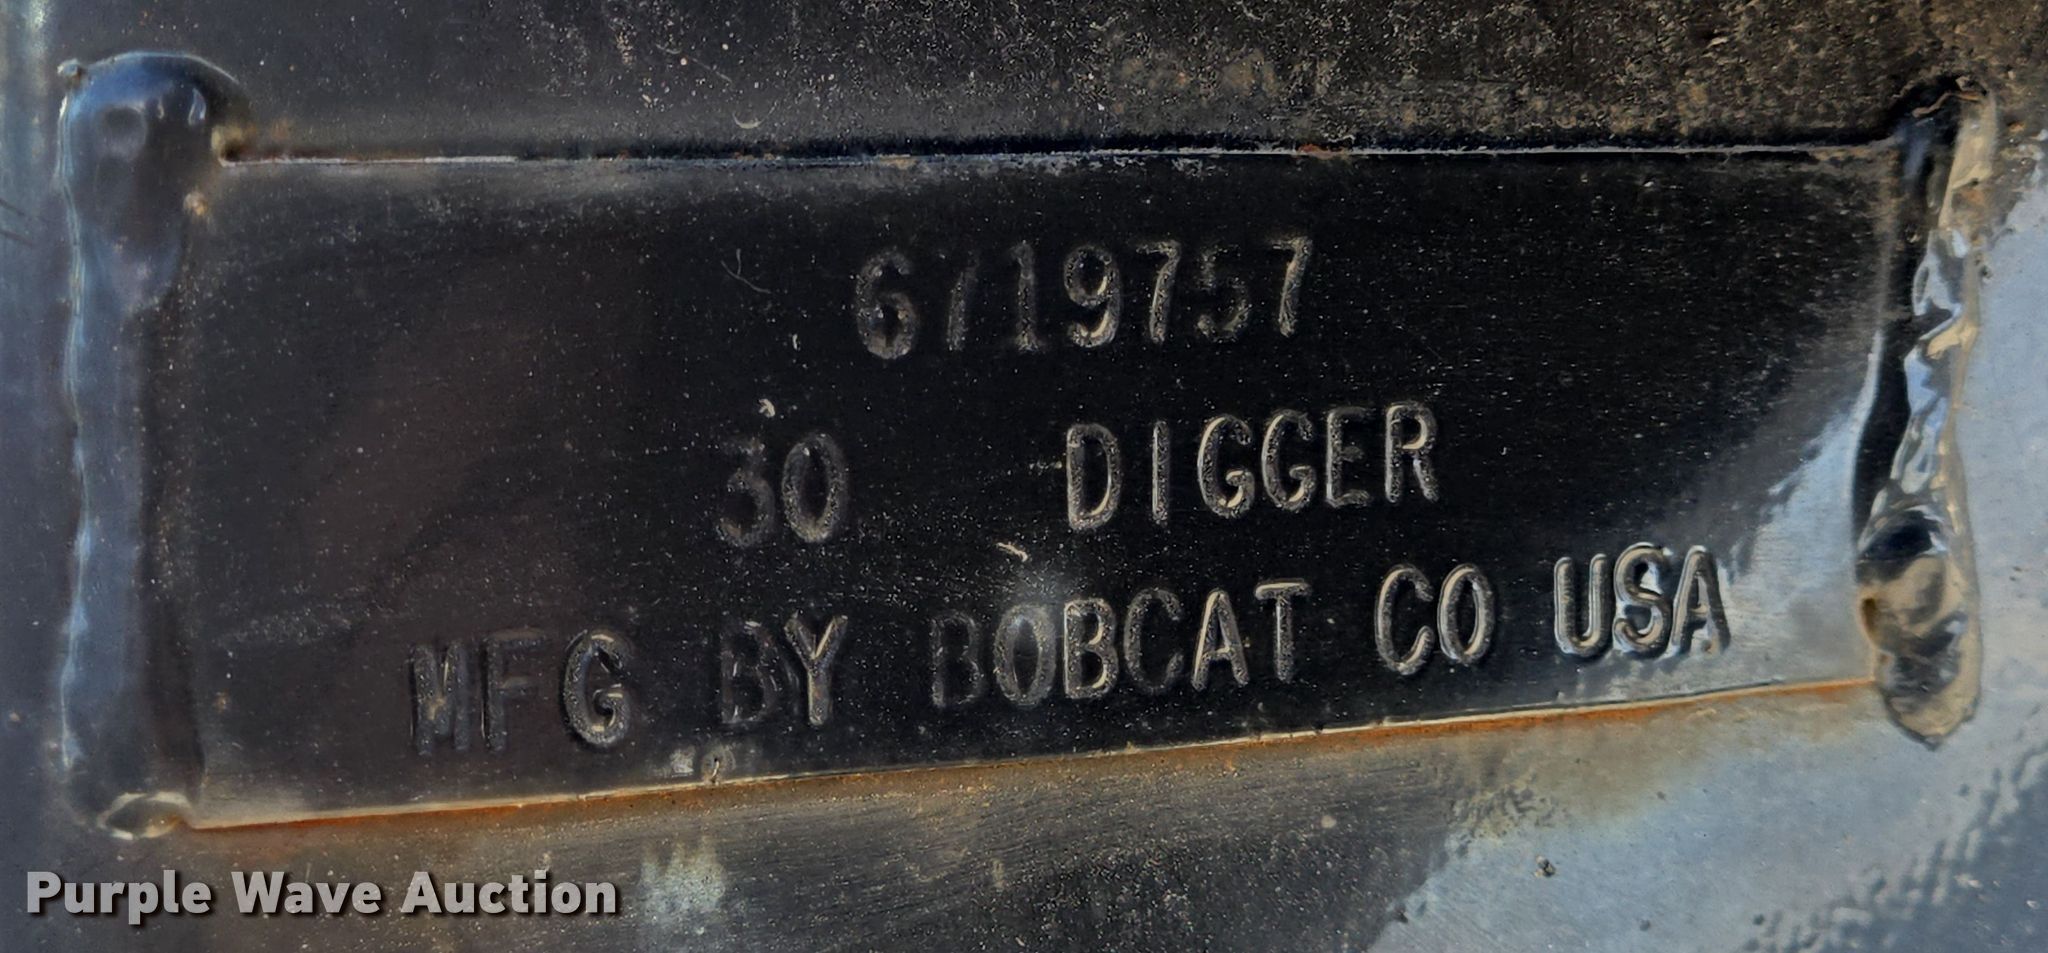 6719757
30 DIGGER
MFG BY BOBCAT CO USA
Purple Wave Auction